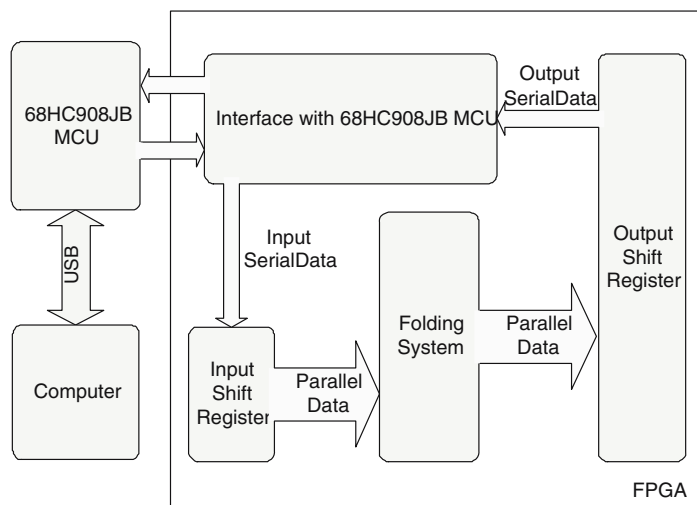 68HC908JB
MCU
Interface with 68HC908JB MCU
Output
SerialData
USB
Input
SerialData
Output
Shift
Register
Folding
System
Parallel
Data
Computer
Input
Shift
Register
Parallel
Data
FPGA